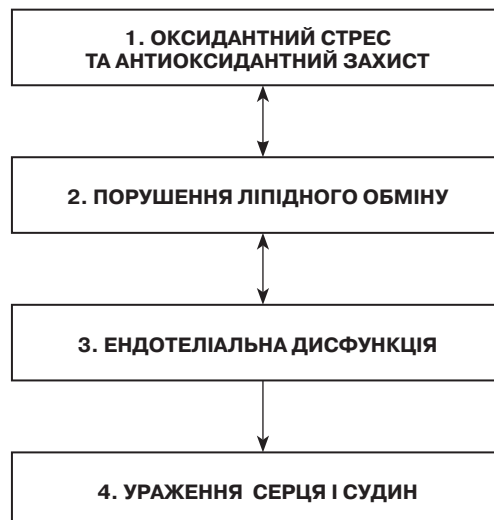 1. ОКСИДАНТНИЙ СТРЕС
ТА АНТИОКСИДАНТНИЙ ЗАХИСТ
2. ПОРУШЕННЯ ЛІПІДНОГО ОБМІНУ
3. ЕНДОТЕЛІАЛЬНА ДИСФУНКЦІЯ
4. УРАЖЕННЯ СЕРЦЯ І СУДИН